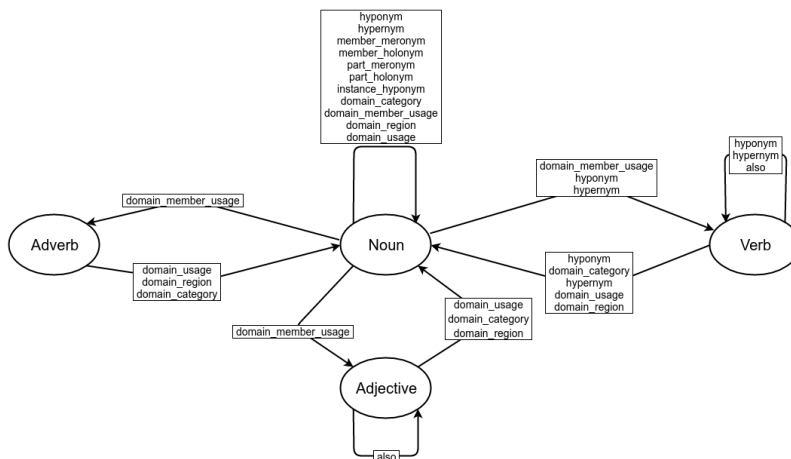 hyponym
hypernym
member_meronym
member_holonym
part_meronym
part_holonym
instance_hyponym
domain_category
domain_member_usage
domain_region
domain_usage
hyponym
hypernym
also
domain_member_usage
hyponym
hypernym
domain_member_usage
Adverb
Noun
Verb
domain_usage
domain_region
domain_category
hyponym
domain_category
hypernym
domain_usage
domain_region
domain_usage
domain_category
domain_region
domain_member_usage
Adjective
also